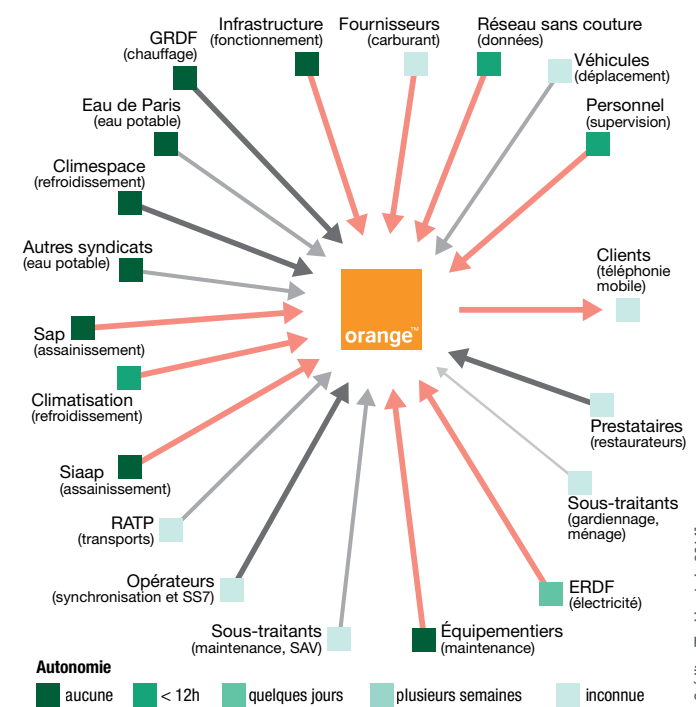 Infrastructure
(fonctionnement)
Fournisseurs
(carburant)
Réseau sans couture
(données)
GRDF
(chauffage)
Véhicules
(déplacement)
Eau de Paris
(eau potable)
Personnel
(supervision)
Climespace
(refroidissement)
Autres syndicats
(eau potable)
Clients
(téléphonie
mobile)
orange™
Sap
(assainissement)
Climatisation
(refroidissement)
Prestataires
(restaurateurs)
Siaap
(assainissement)
Sous-traitants
(gardiennage,
ménage)
RATP
(transports)
Opérateurs
(synchronisation et SS7)
ERDF
(électricité)
Sous-traitants
(maintenance, SAV)
Équipementiers
(maintenance)
Autonomie
aucune
< 12h
quelques jours
plusieurs semaines
inconnue